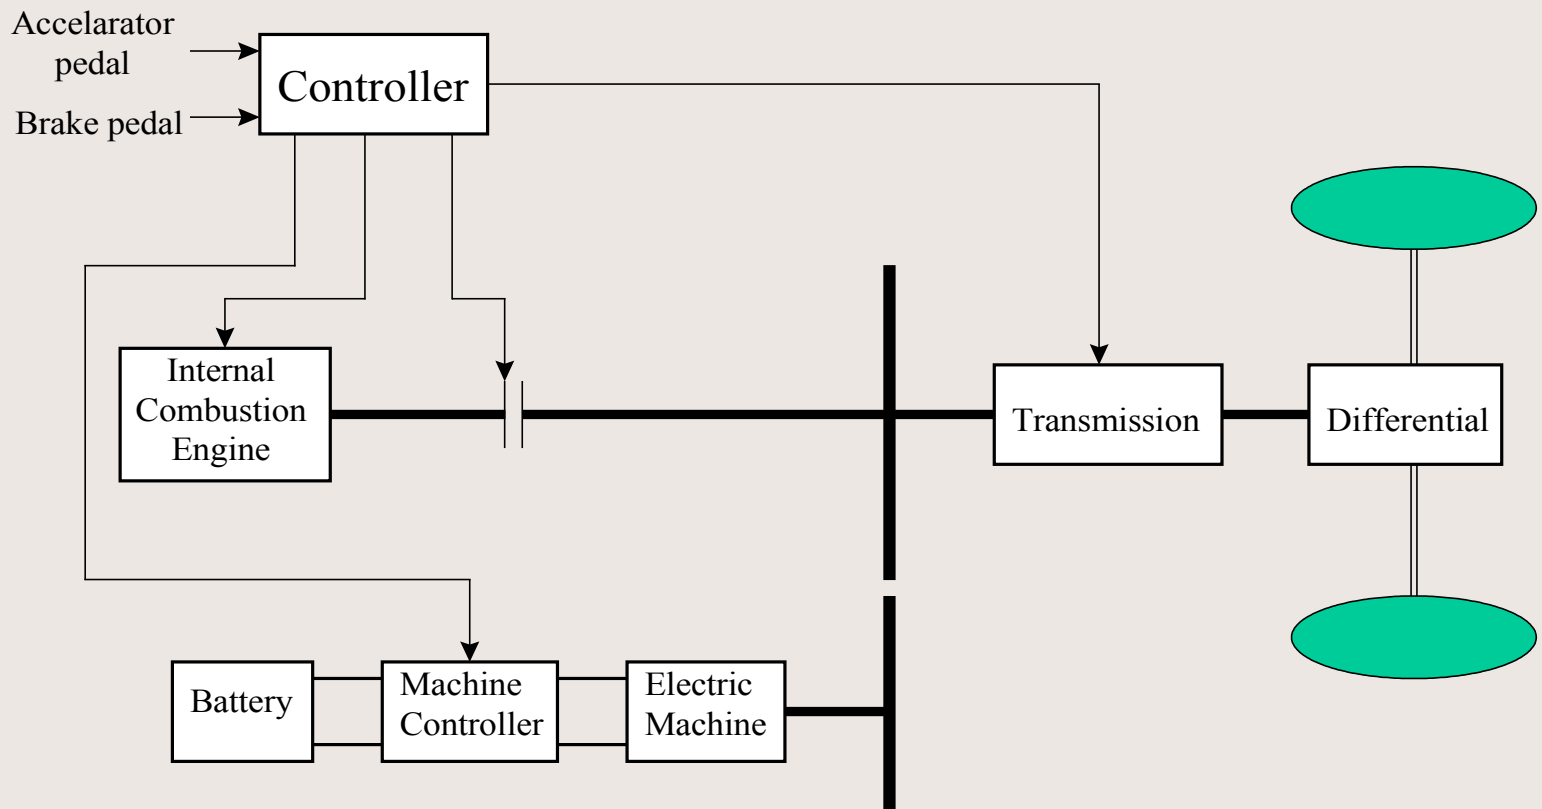 Accelarator
pedal
Brake pedal
Controller
Internal
Combustion
Engine
Transmission
Differential
Battery
Machine
Controller
Electric
Machine